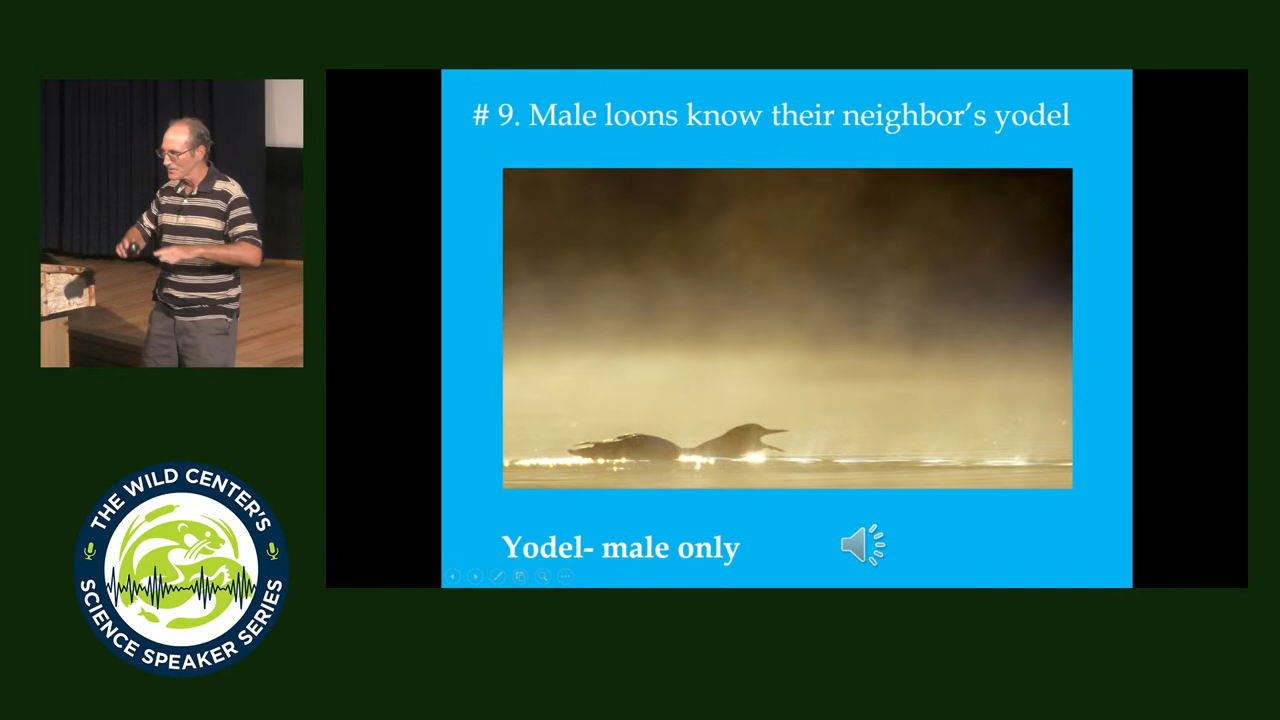 # 9. Male loons know their neighbor's yodel
Yodel- male only
THE WILD CENTER'S
SCIENCE SPEAKER SERIES